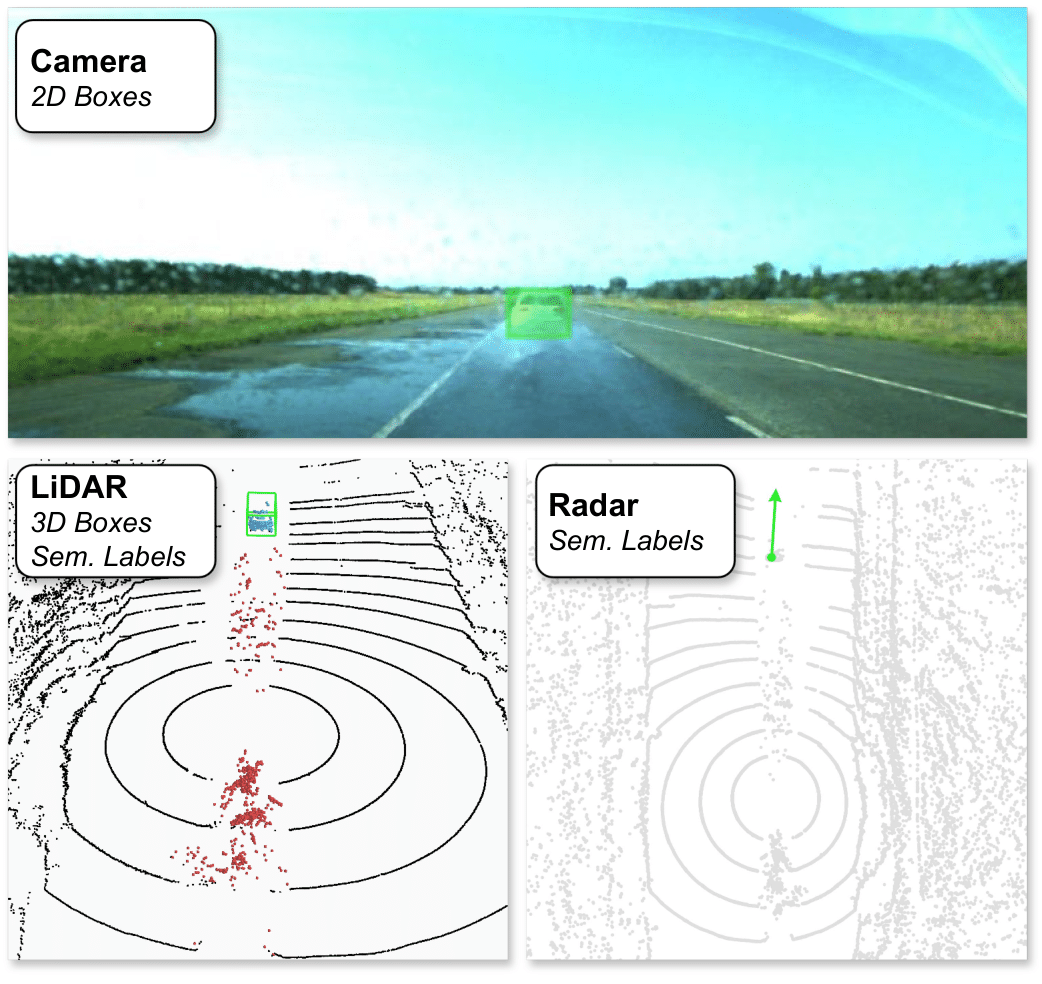 Camera
2D Boxes
LiDAR
3D Boxes
Sem. Labels
Radar
Sem. Labels